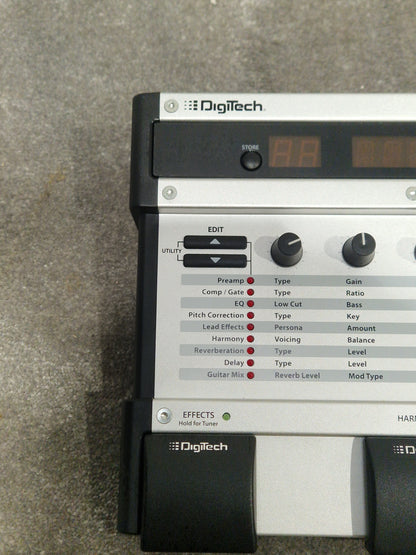 DigiTech
STORE
EDIT
UTILITY
Preamp Type Gain
Comp / Gate Type Ratio
EQ Low Cut Bass
Pitch Correction Type Key
Lead Effects Persona Amount
Harmony Voicing Balance
Reverberation Type Level
Delay Type Level
Guitar Mix Reverb Level Mod Type
EFFECTS
Hold for Tuner
HARM
DigiTech
D